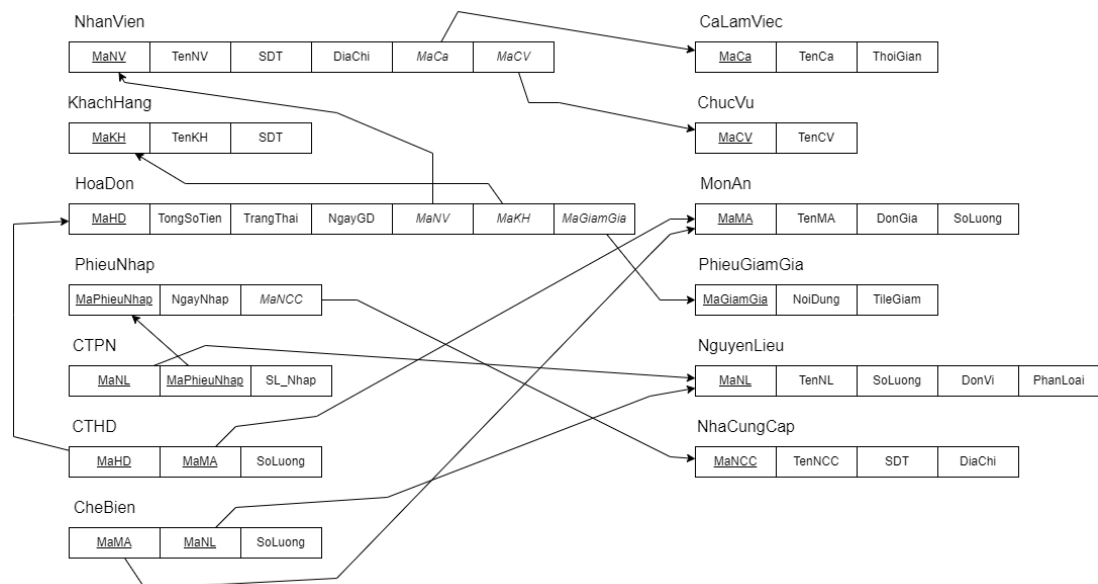 NhanVien
MaNV TenNV SDT DiaChi MaCa MaCV
KhachHang
MaKH TenKH SDT
HoaDon
MaHD TongSoTien TrangThai NgayGD MaNV MaKH MaGiamGia
PhieuNhap
MaPhieuNhap NgayNhap MaNCC
CTPN
MaNL MaPhieuNhap SL_Nhap
CTHD
MaHD MaMA SoLuong
CheBien
MaMA MaNL SoLuong
CaLamViec
MaCa TenCa ThoiGian
ChucVu
MaCV TenCV
MonAn
MaMA TenMA DonGia SoLuong
PhieuGiamGia
MaGiamGia NoiDung TileGiam
NguyenLieu
MaNL TenNL SoLuong DonVi PhanLoai
NhaCungCap
MaNCC TenNCC SDT DiaChi